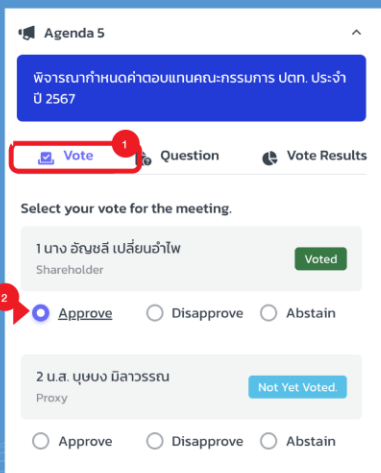 Agenda 5
พิจารณากำหนดค่าตอบแทนคณะกรรมการ ปตท. ประจำ
ปี 2567
1
Vote Question Vote Results
Select your vote for the meeting.
1 นาง อัญชลี เปลี่ยนอำไพ
Voted
Shareholder
2
Approve Disapprove Abstain
2 น.ส. บุษบง มิลาวรรณ
Not Yet Voted.
Proxy
Approve Disapprove Abstain